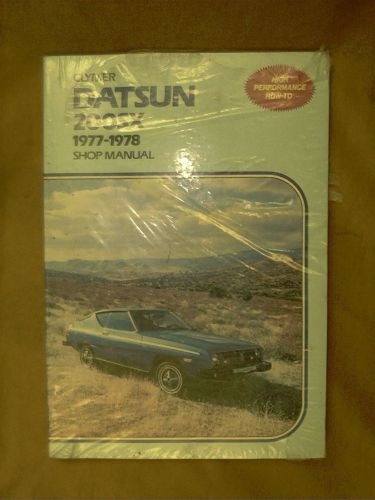 CLYMER
DATSUN
200SX
1977-1978
SHOP MANUAL
HIGH
PERFORMANCE
HOW-TO